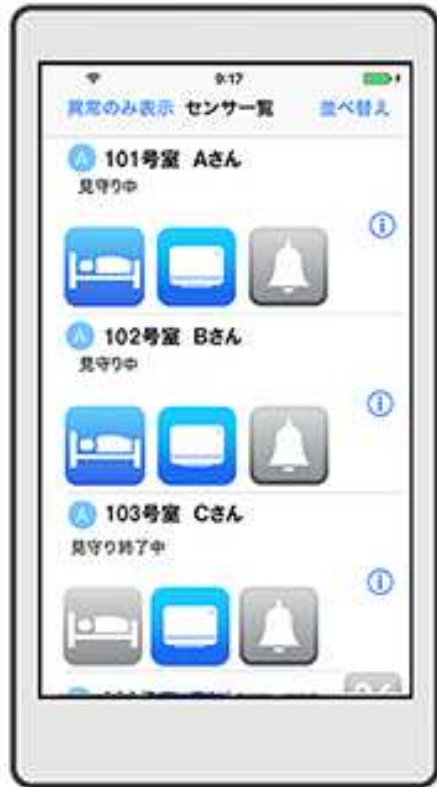 9:17
異常のみ表示 センサ一覧 並べ替え
A 101号室 Aさん
見守り中
A 102号室 Bさん
見守り中
A 103号室 Cさん
見守り終了中